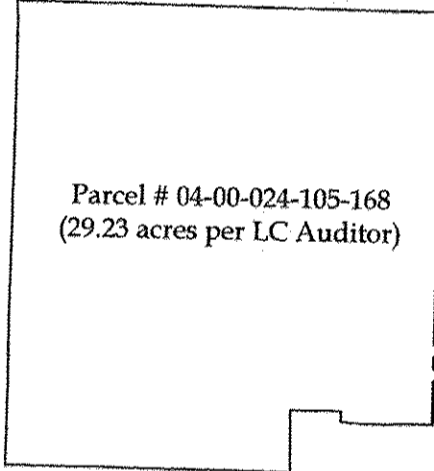 Parcel # 04-00-024-105-168
(29.23 acres per LC Auditor)